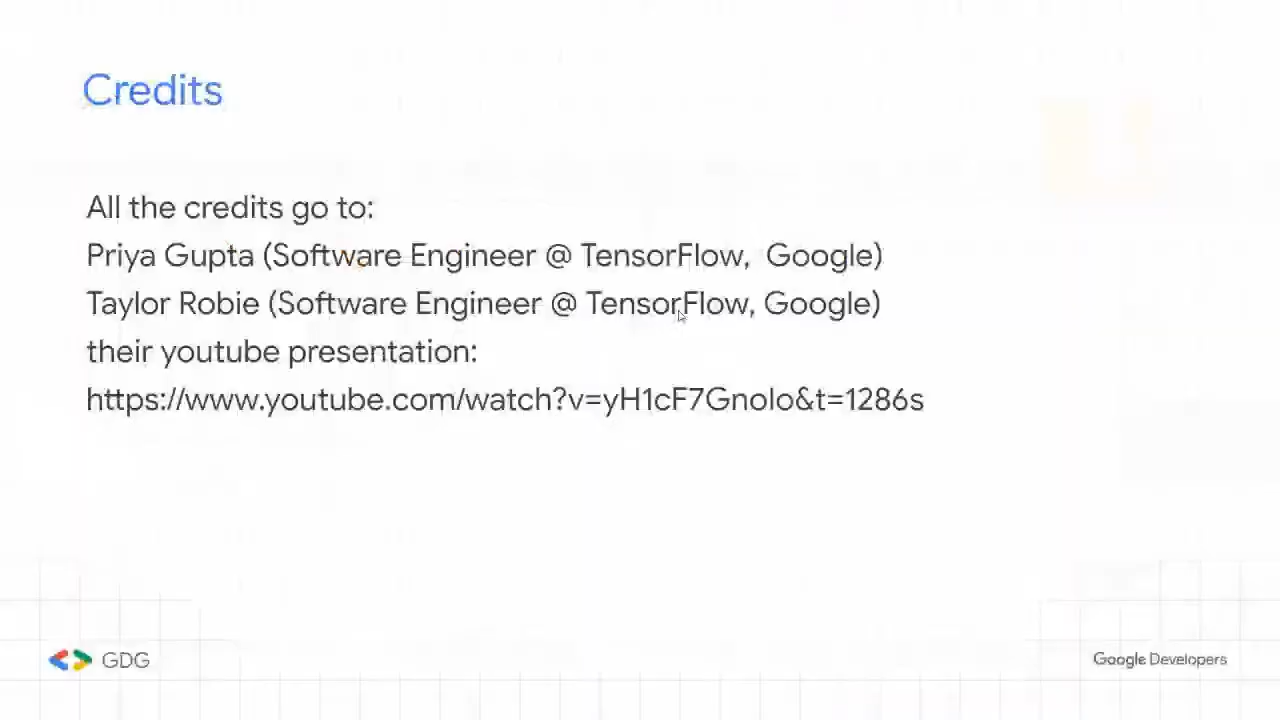 Credits
All the credits go to:
Priya Gupta (Software Engineer @ TensorFlow, Google)
Taylor Robie (Software Engineer @ TensorFlow, Google)
their youtube presentation:
https://www.youtube.com/watch?v=yH1cF7GnoIo&t=1286s
GDG
Google Developers